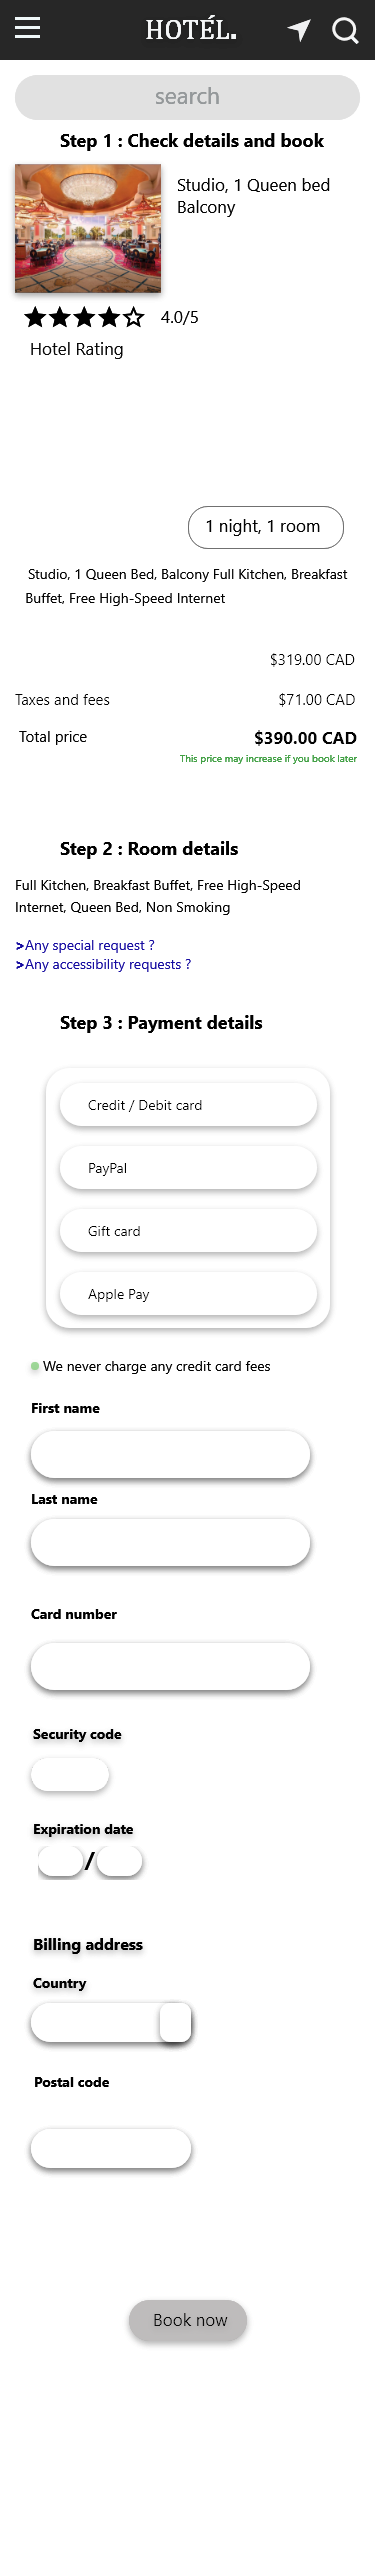 HOTÉL.
search
Step 1 : Check details and book
Studio, 1 Queen bed
Balcony
4.0/5
Hotel Rating
1 night, 1 room
Studio, 1 Queen Bed, Balcony Full Kitchen, Breakfast
Buffet, Free High-Speed Internet
$319.00 CAD
Taxes and fees $71.00 CAD
Total price $390.00 CAD
This price may increase if you book later
Step 2 : Room details
Full Kitchen, Breakfast Buffet, Free High-Speed
Internet, Queen Bed, Non Smoking
>Any special request ?
>Any accessibility requests ?
Step 3 : Payment details
Credit / Debit card
PayPal
Gift card
Apple Pay
We never charge any credit card fees
First name
Last name
Card number
Security code
Expiration date
/
Billing address
Country
Postal code
Book now